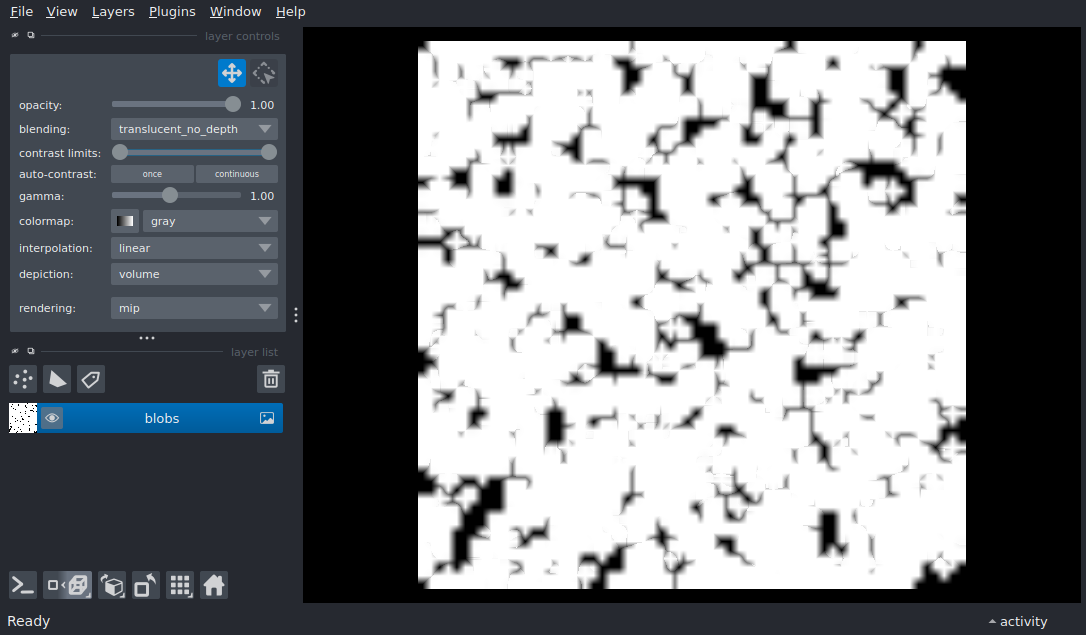 File View Layers Plugins Window Help
layer controls
opacity: 1.00
blending: translucent_no_depth
contrast limits:
auto-contrast: once continuous
gamma: 1.00
colormap: gray
interpolation: linear
depiction: volume
rendering: mip
layer list
blobs
Ready activity